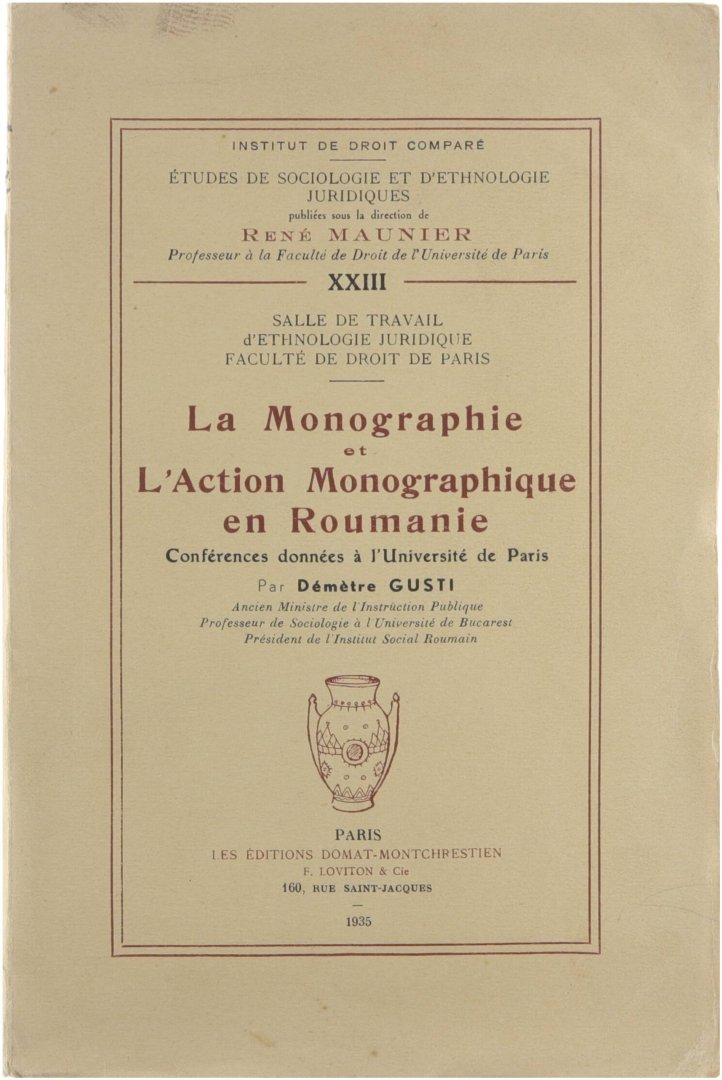 INSTITUT DE DROIT COMPARÉ
ÉTUDES DE SOCIOLOGIE ET D'ETHNOLOGIE
JURIDIQUES
publiées sous la direction de
RENÉ MAUNIER
Professeur à la Faculté de Droit de l'Université de Paris
XXIII
SALLE DE TRAVAIL
d'ETHNOLOGIE JURIDIQUE
FACULTÉ DE DROIT DE PARIS
La Monographie
et
L'Action Monographique
en Roumanie
Conférences données à l'Université de Paris
Par Démètre GUSTI
Ancien Ministre de l'Instruction Publique
Professeur de Sociologie à l'Université de Bucarest
Président de l'Institut Social Roumain
PARIS
LES ÉDITIONS DOMAT-MONTCHRESTIEN
F. LOVITON & Cie
160, RUE SAINT-JACQUES
1935